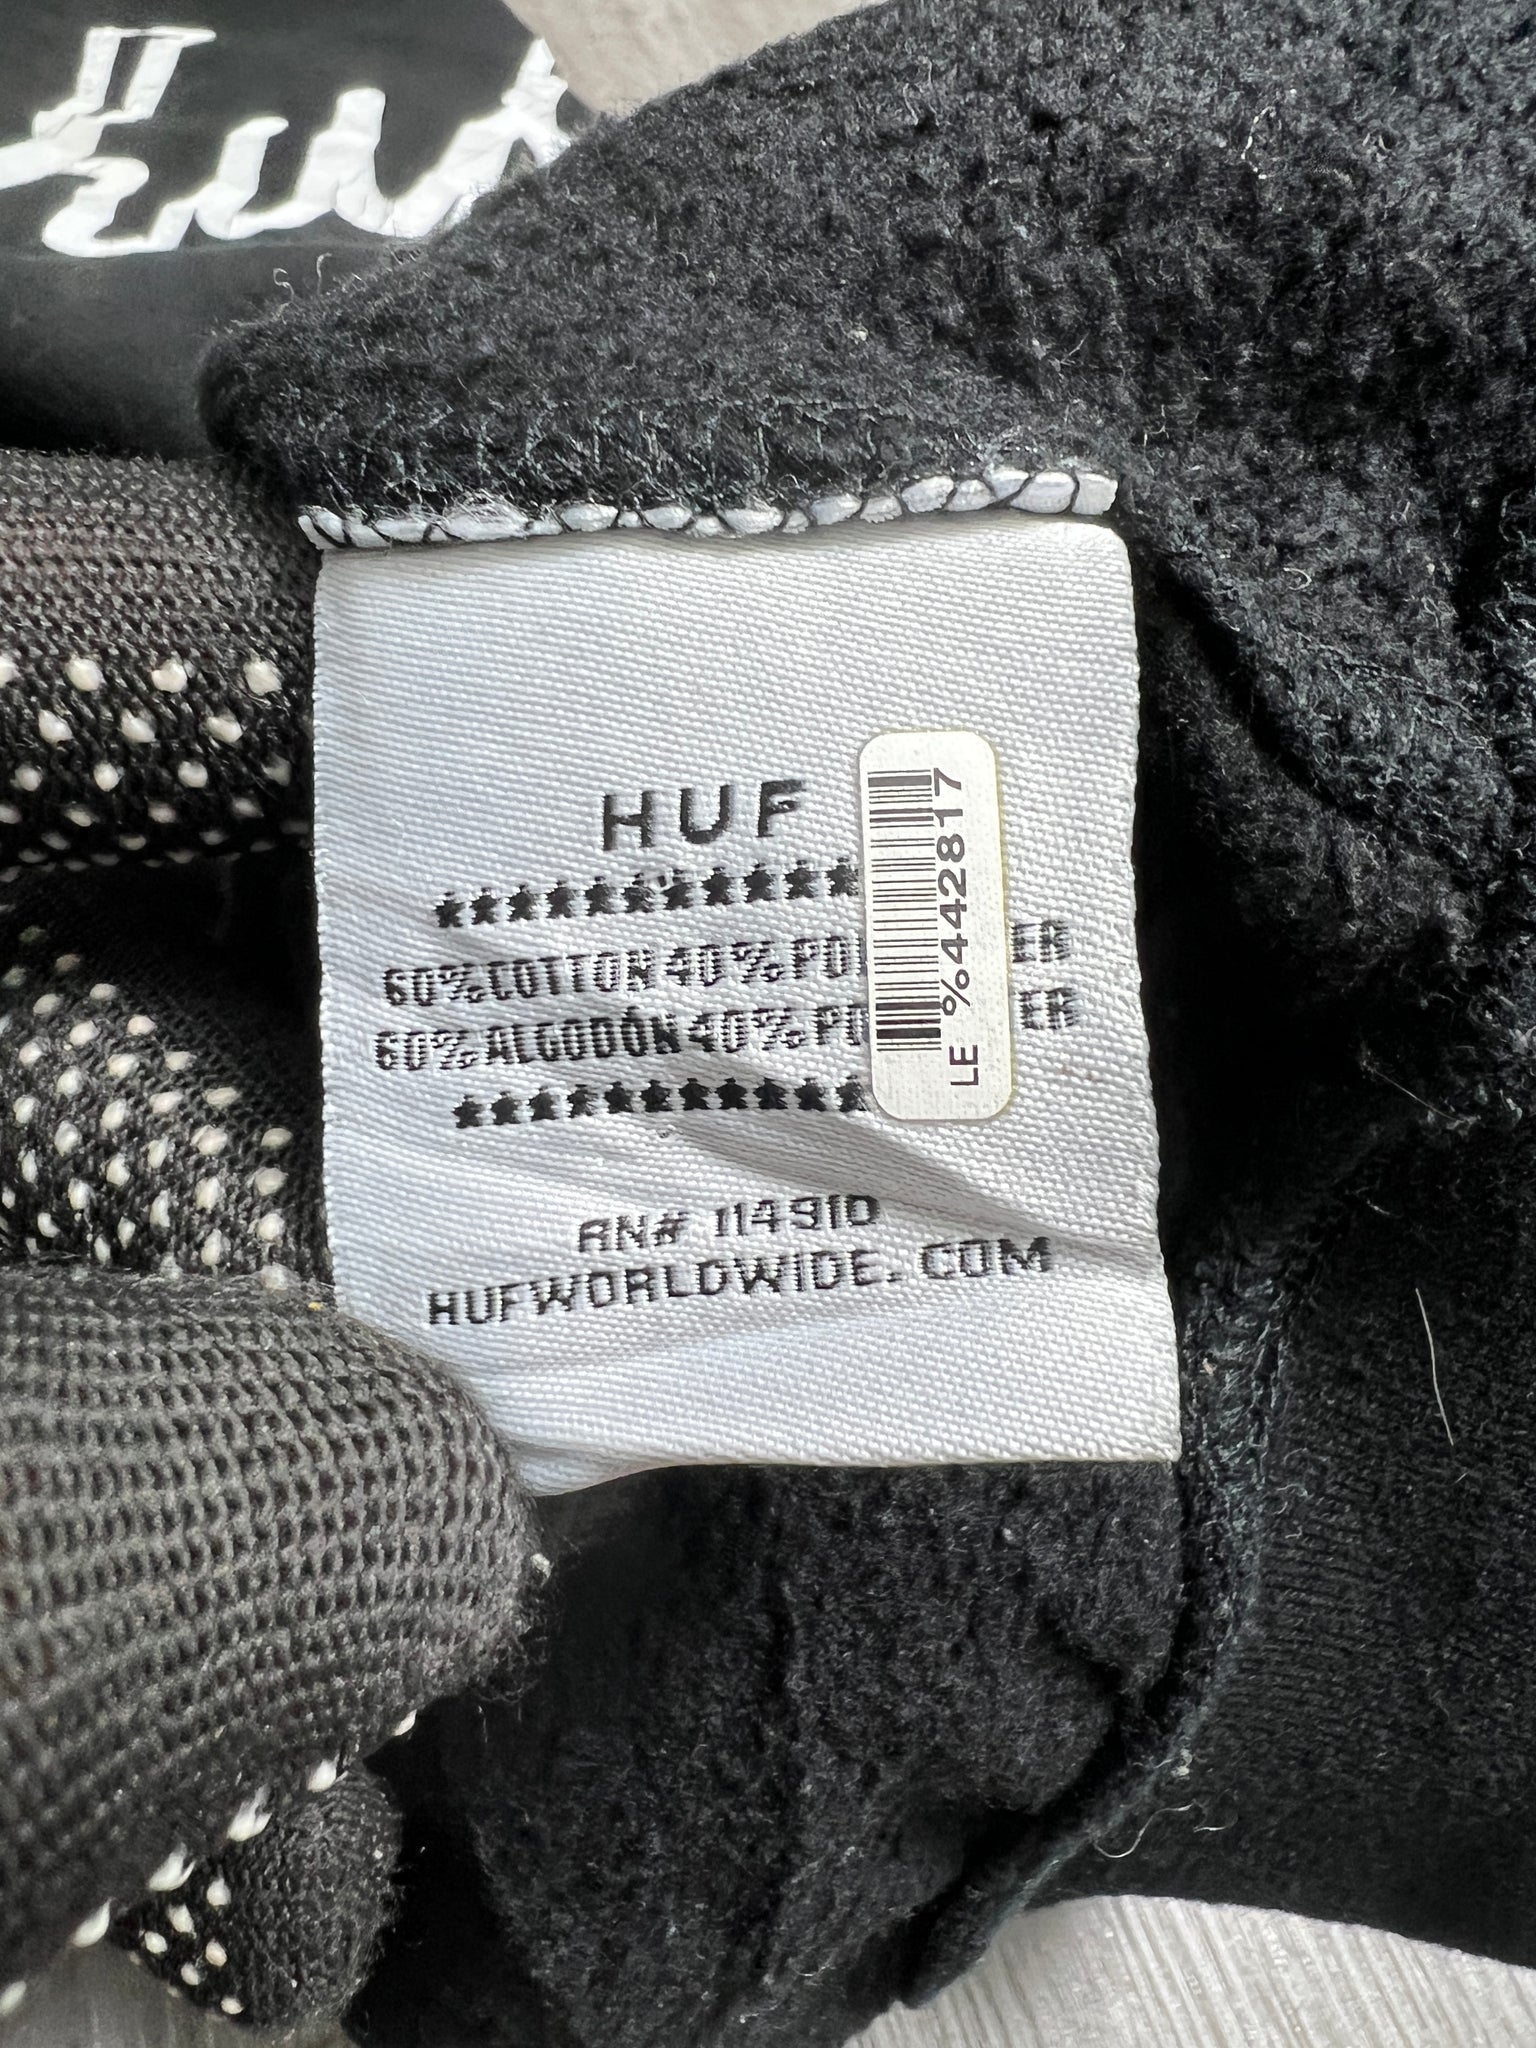 HUF
60% COTTON 40% PO ER
60% ALGODÓN 40% PO ER
RN# 114910
HUFWORLDWIDE.COM
LE %442817